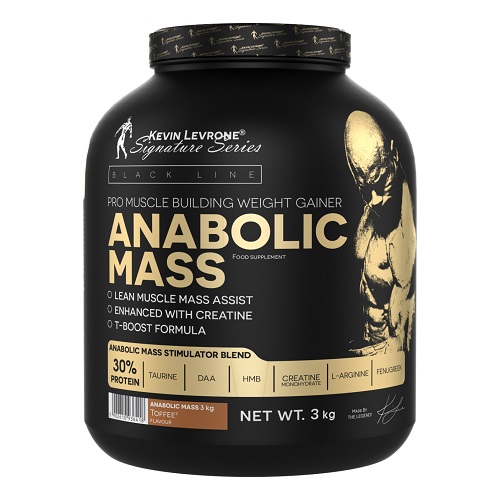 KEVIN LEVRONE®
Signature Series
BLACK LINE
PRO MUSCLE BUILDING WEIGHT GAINER
ANABOLIC
MASS
FOOD SUPPLEMENT
LEAN MUSCLE MASS ASSIST
ENHANCED WITH CREATINE
T-BOOST FORMULA
ANABOLIC MASS STIMULATOR BLEND
30% PROTEIN
TAURINE
DAA
HMB
CREATINE MONOHYDRATE
L-ARGININE
FENUGREEK
ANABOLIC MASS 3 kg
TOFFEE
FLAVOUR
NET WT. 3 kg
MADE BY
THE LEGEND!